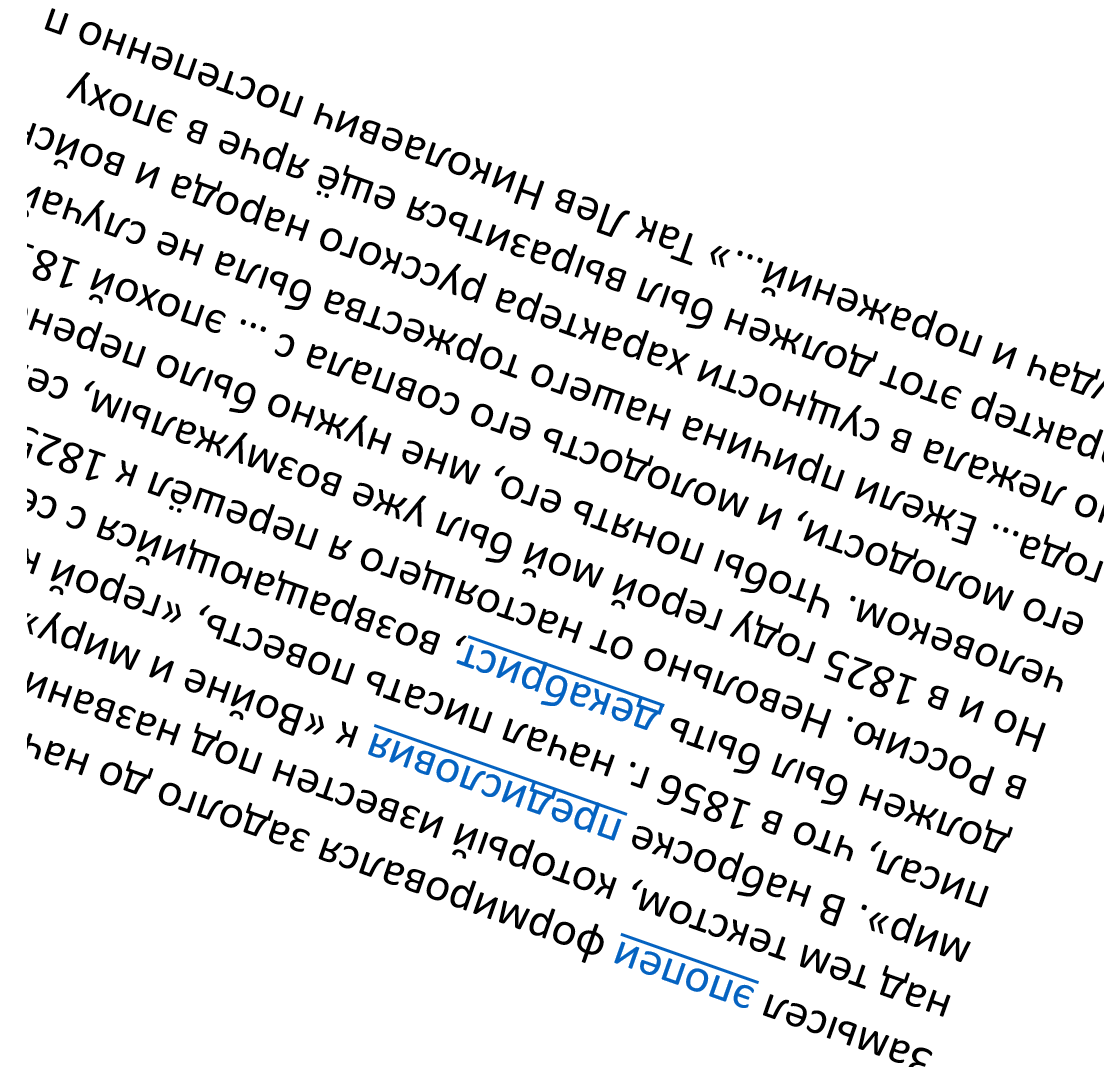 Замысел эпопеи формировался задолго до нач
над тем текстом, который известен под названи
мир». В наброске предисловия к «Войне и миру»
писал, что в 1856 г. начал писать повесть, «герой к
должен был быть декабрист, возвращающийся с се
в Россию. Невольно от настоящего я перешёл к 1825
Но и в 1825 году герой мой был уже возмужалым, се
человеком. Чтобы понять его, мне нужно было перен
его молодости, и молодость его совпала с ... эпохой 18
года... Ежели причина нашего торжества была не случай
но лежала в сущности характера русского народа и войск
рактер этот должен был выразиться ещё ярче в эпоху
удач и поражений...» Так Лев Николаевич постепенно п